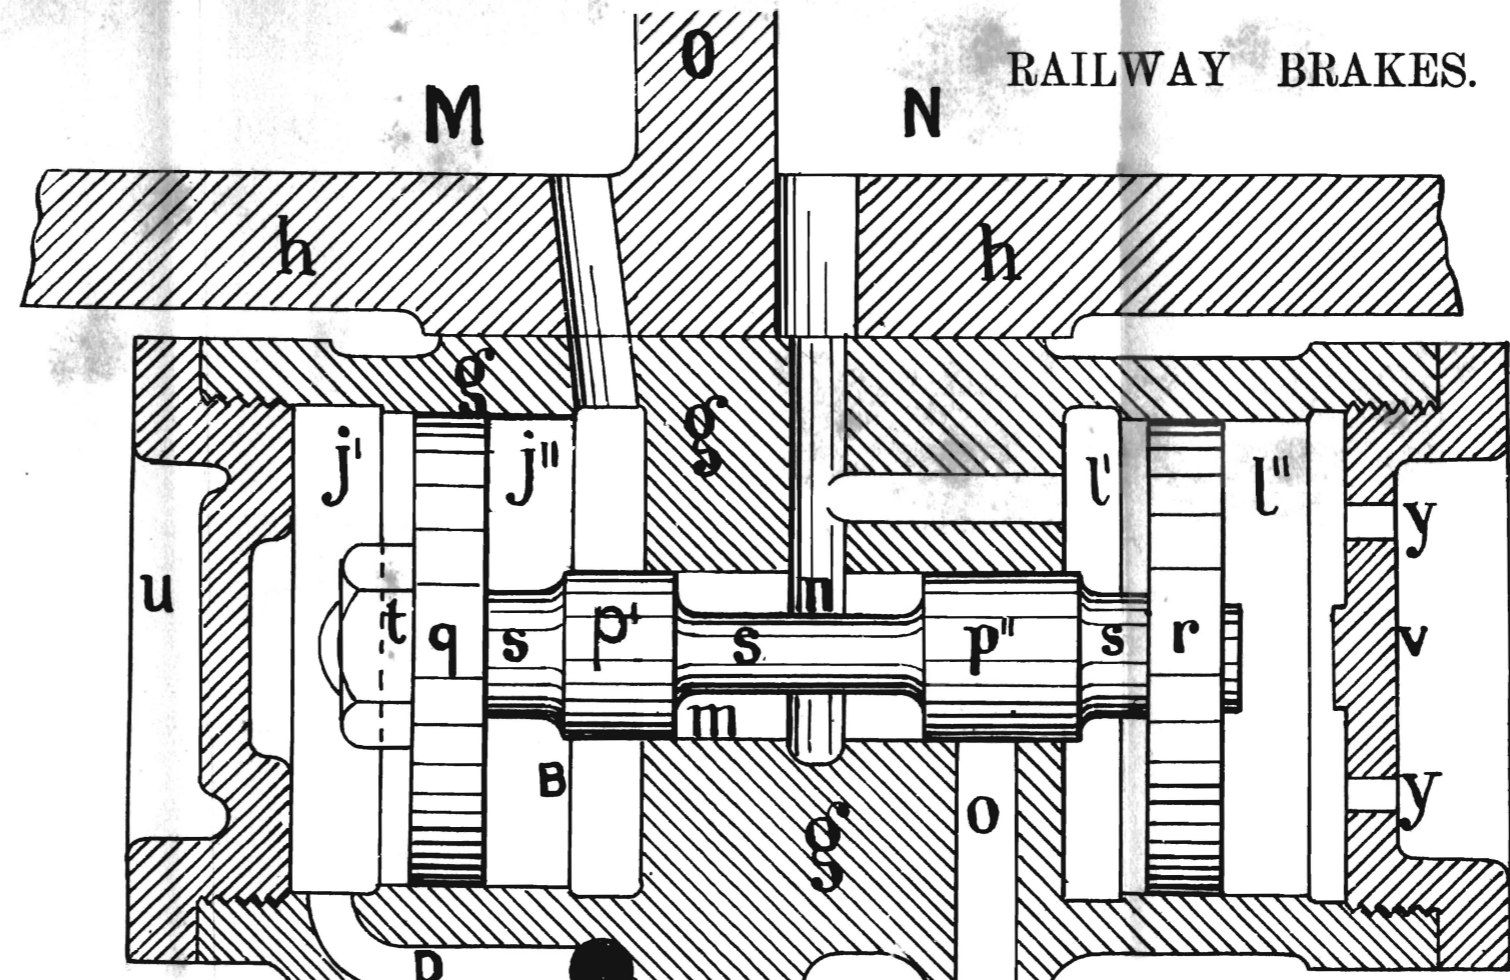 O
RAILWAY BRAKES.
M N
h h
g
g
j' j" l' l"
y
u n
t q s p' s p" s r v
m
B
y
g O
D